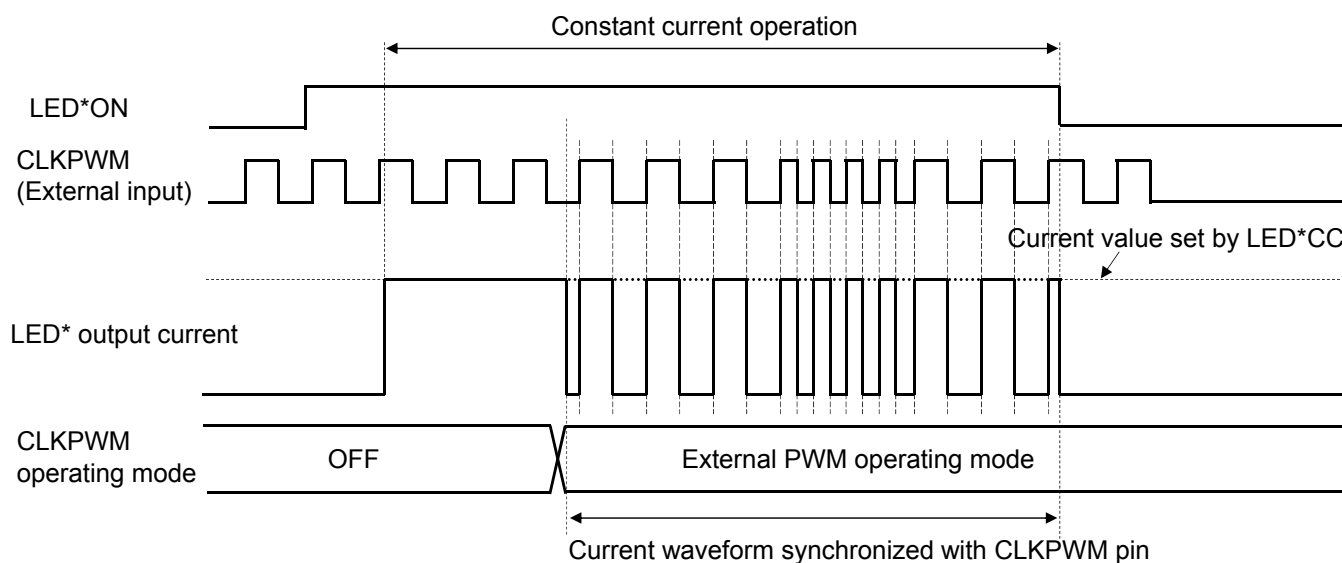 Constant current operation
LED*ON
CLKPWM
(External input)
Current value set by LED*CC
LED* output current
CLKPWM
operating mode
OFF
External PWM operating mode
Current waveform synchronized with CLKPWM pin